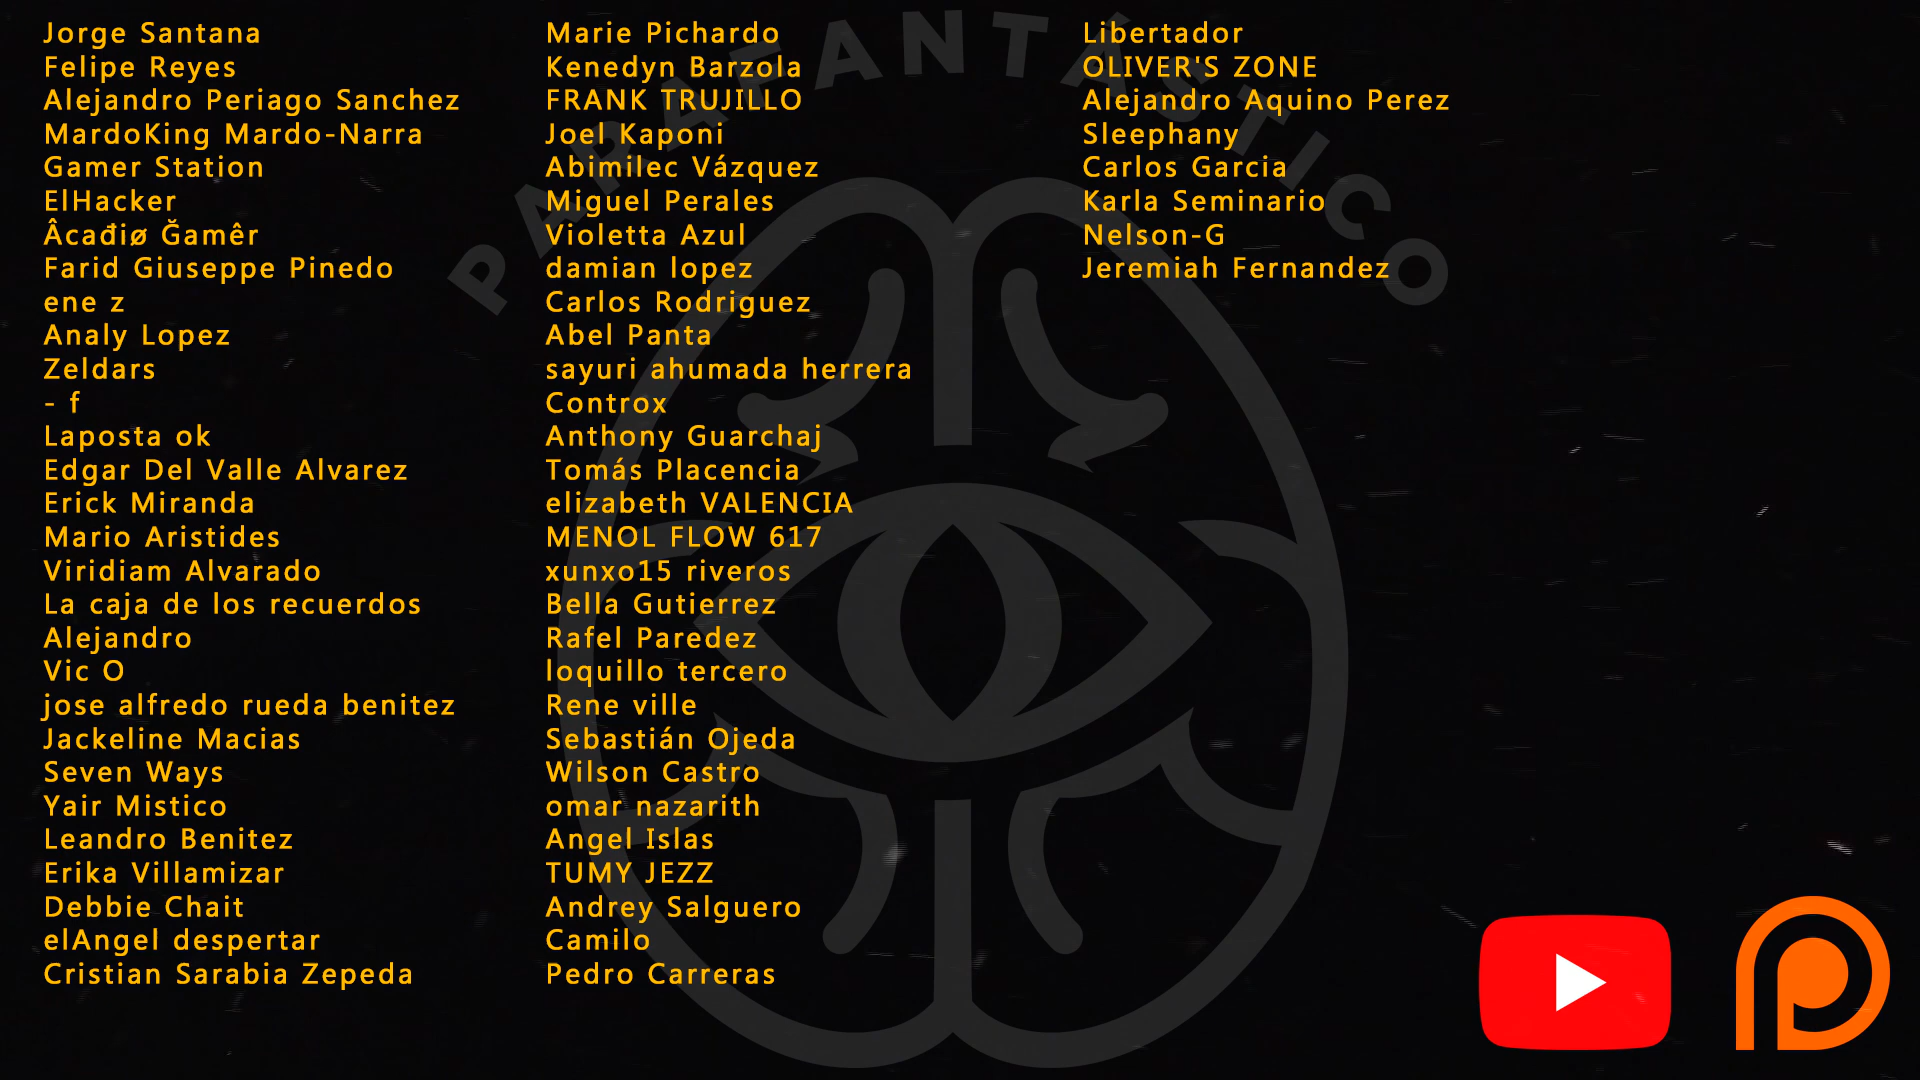 PARAFANTÁSTICO
Jorge Santana
Felipe Reyes
Alejandro Periago Sanchez
MardoKing Mardo-Narra
Gamer Station
ElHacker
Âcađiø Ğamêr
Farid Giuseppe Pinedo
ene z
Analy Lopez
Zeldars
- f
Laposta ok
Edgar Del Valle Alvarez
Erick Miranda
Mario Aristides
Viridiam Alvarado
La caja de los recuerdos
Alejandro
Vic O
jose alfredo rueda benitez
Jackeline Macias
Seven Ways
Yair Mistico
Leandro Benitez
Erika Villamizar
Debbie Chait
elAngel despertar
Cristian Sarabia Zepeda
Marie Pichardo
Kenedyn Barzola
FRANK TRUJILLO
Joel Kaponi
Abimilec Vázquez
Miguel Perales
Violetta Azul
damian lopez
Carlos Rodriguez
Abel Panta
sayuri ahumada herrera
Controx
Anthony Guarchaj
Tomás Placencia
elizabeth VALENCIA
MENOL FLOW 617
xunxo15 riveros
Bella Gutierrez
Rafel Paredez
loquillo tercero
Rene ville
Sebastián Ojeda
Wilson Castro
omar nazarith
Angel Islas
TUMY JEZZ
Andrey Salguero
Camilo
Pedro Carreras
Libertador
OLIVER'S ZONE
Alejandro Aquino Perez
Sleephany
Carlos Garcia
Karla Seminario
Nelson-G
Jeremiah Fernandez